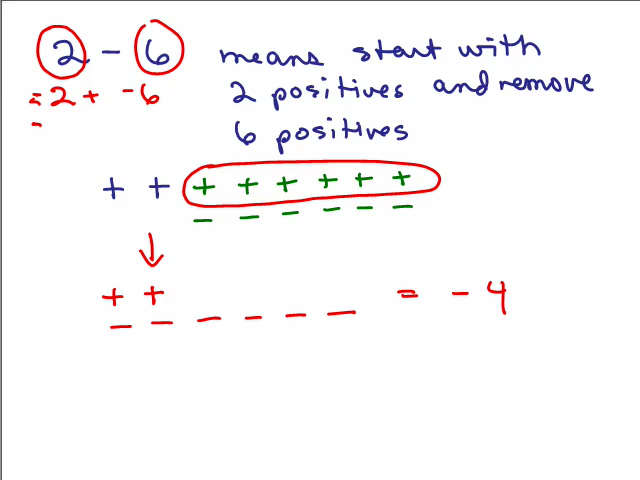 2 - 6 means start with
= 2 + -6 2 positives and remove
= 6 positives
+ + + + + + + +
- - - - - -
↓
+ +
- - - - - - = - 4